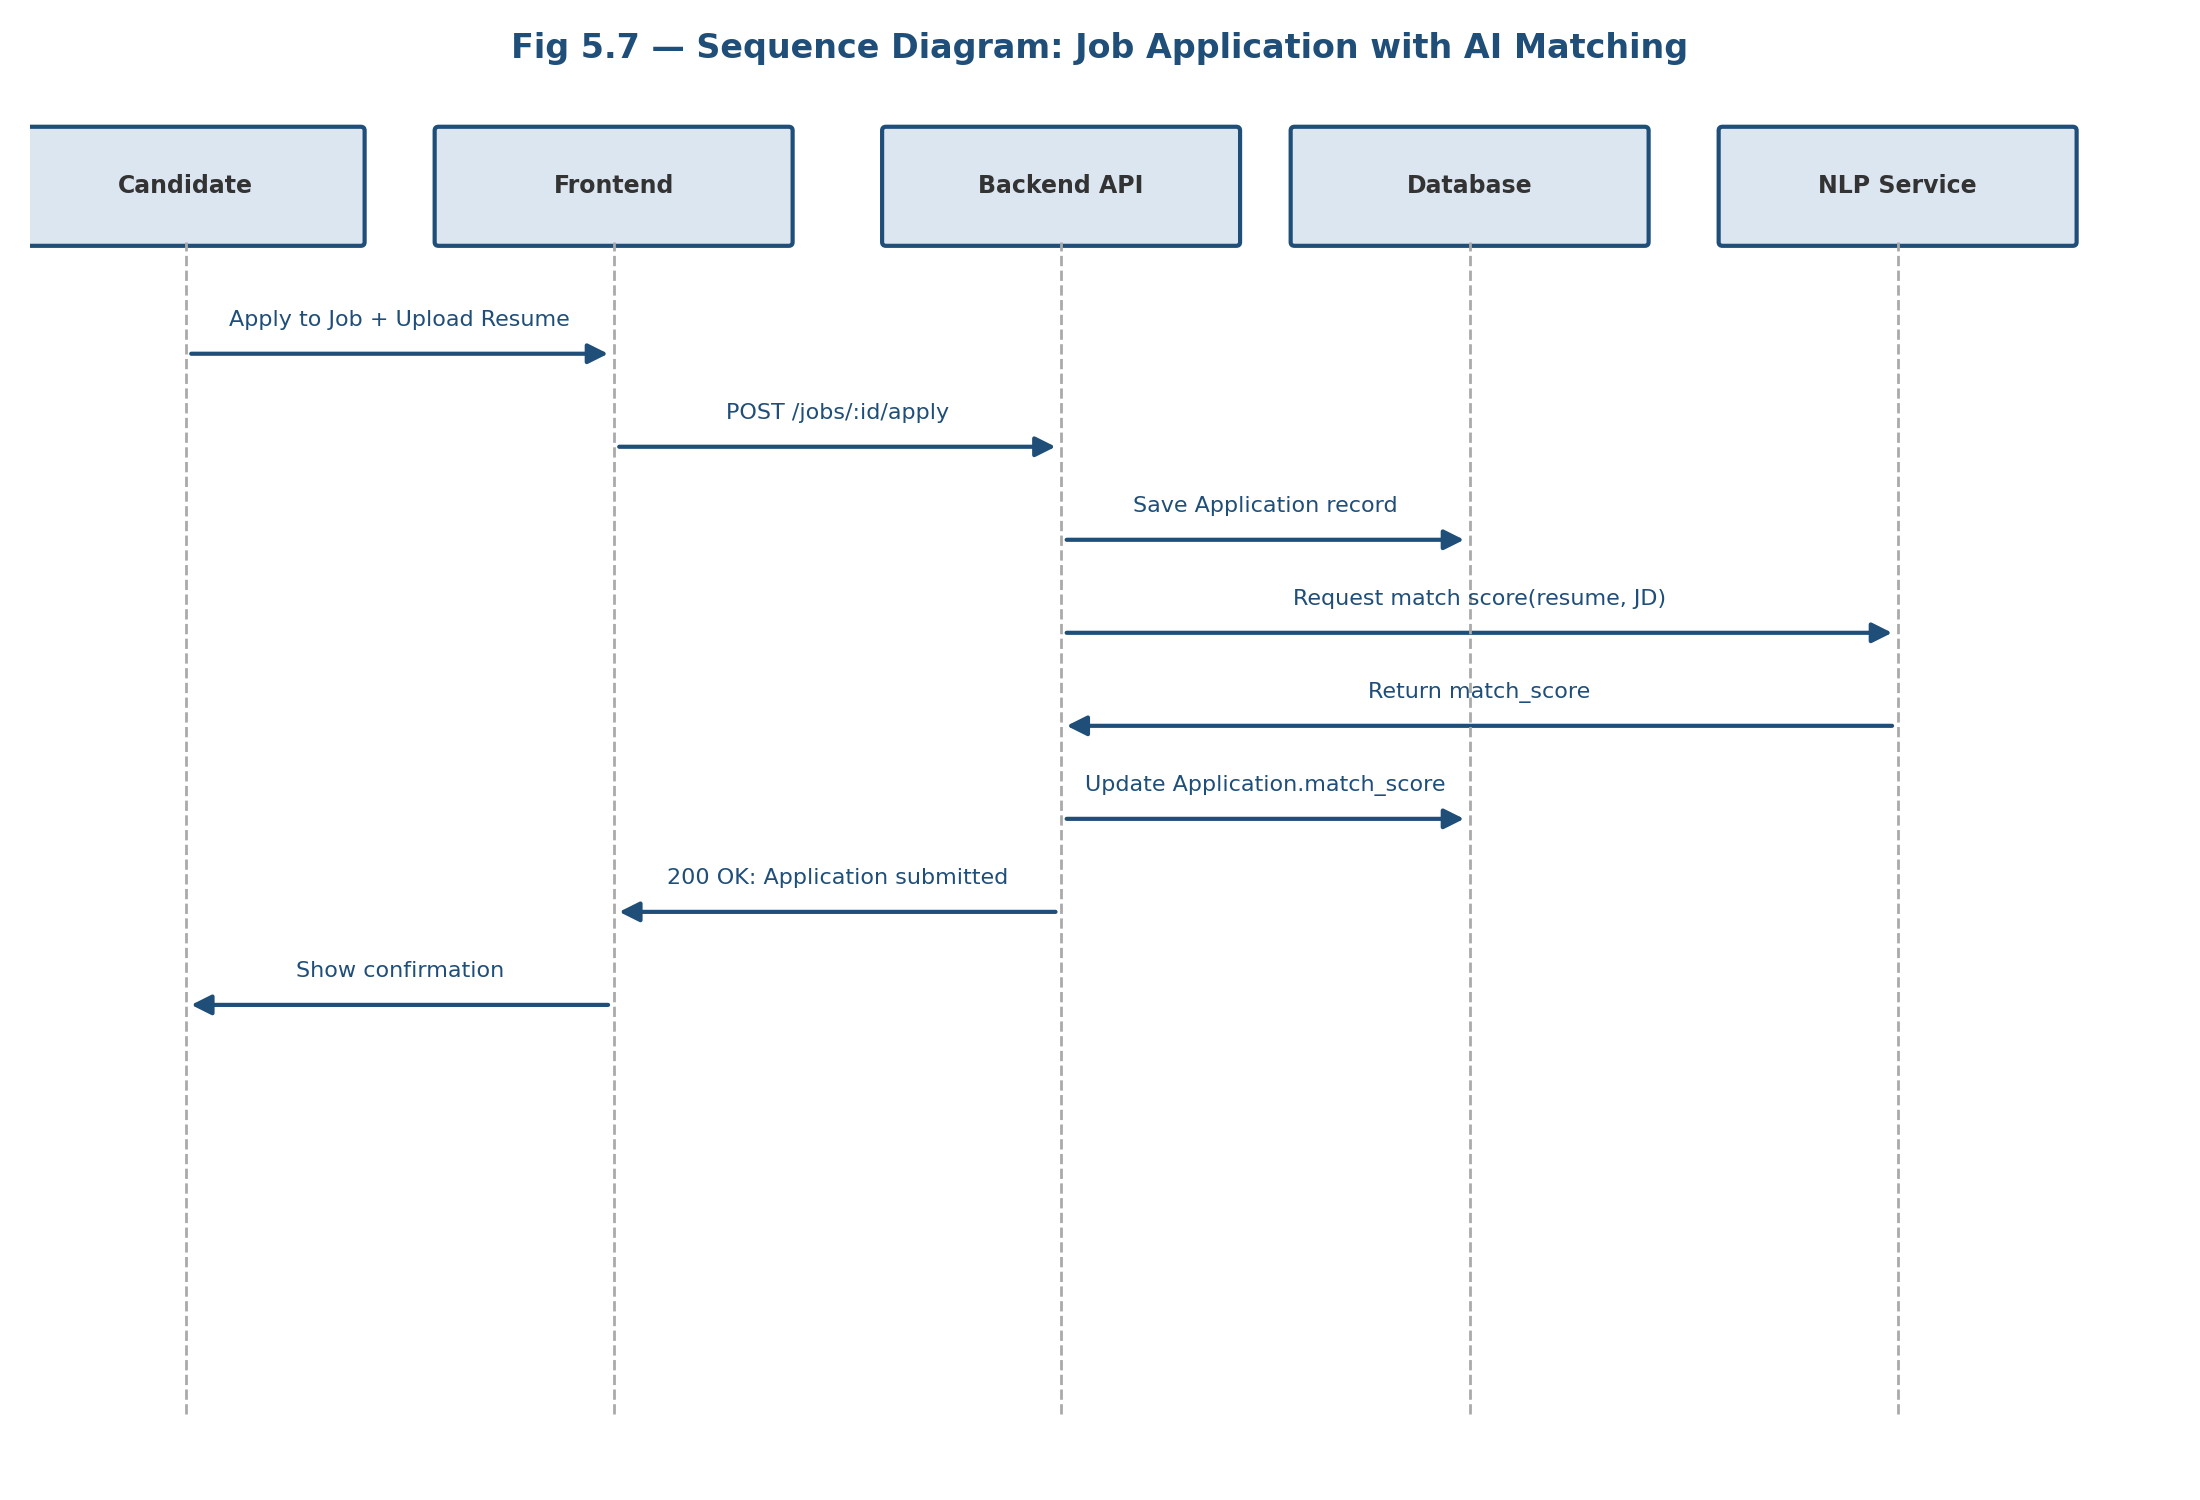 Fig 5.7 — Sequence Diagram: Job Application with AI Matching
Candidate
Frontend
Backend API
Database
NLP Service
Apply to Job + Upload Resume
POST /jobs/:id/apply
Save Application record
Request match score(resume, JD)
Return match_score
Update Application.match_score
200 OK: Application submitted
Show confirmation